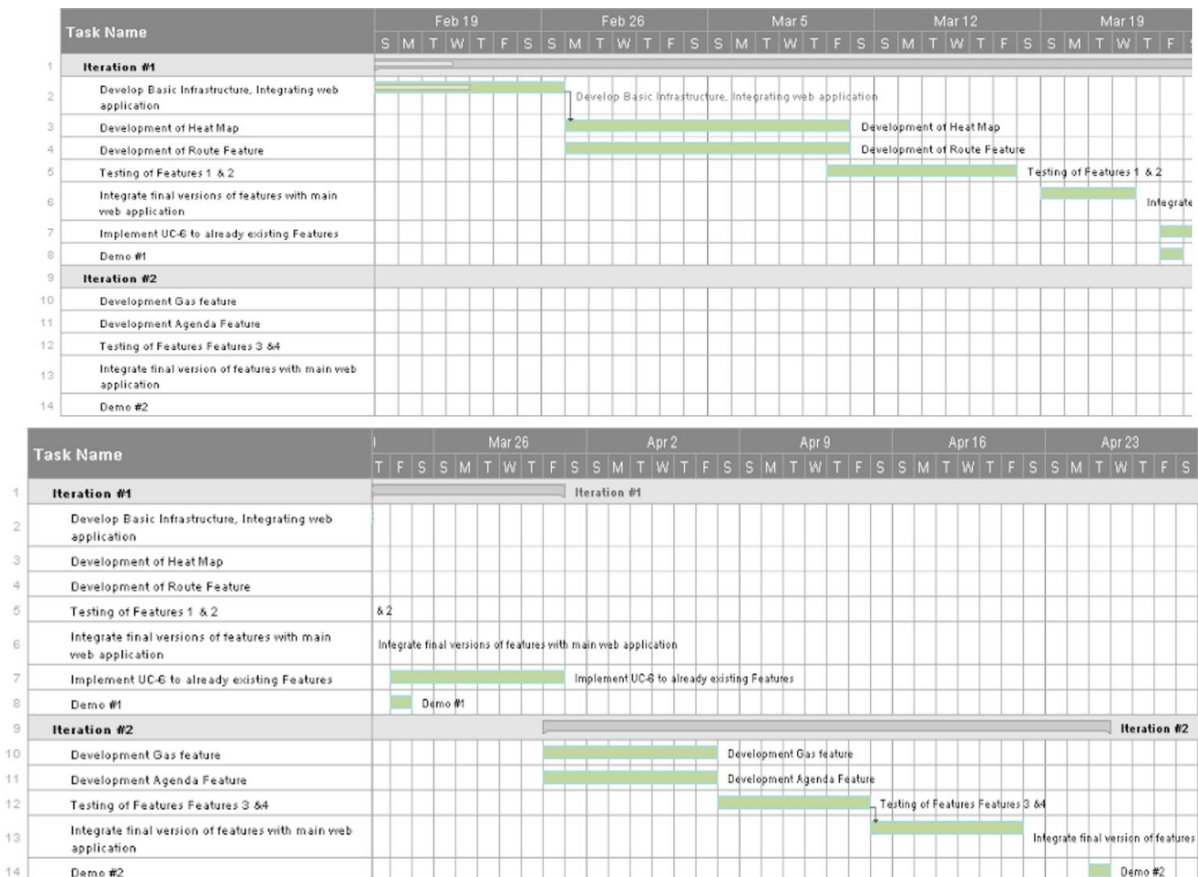 Task Name
Feb 19 Feb 26 Mar 5 Mar 12 Mar 19
S M T W T F S S M T W T F S S M T W T F S S M T W T F S S M T W T F
1 Iteration #1
2 Develop Basic Infrastructure, Integrating web
application
Develop Basic Infrastructure, Integrating web application
3 Development of Heat Map Development of Heat Map
4 Development of Route Feature Development of Route Feature
5 Testing of Features 1 & 2 Testing of Features 1 & 2
6 Integrate final versions of features with main
web application
Integrate
7 Implement UC-6 to already existing Features
8 Demo #1
9 Iteration #2
10 Development Gas feature
11 Development Agenda Feature
12 Testing of Features Features 3 &4
13 Integrate final version of features with main web
application
14 Demo #2
Task Name
Mar 26 Apr 2 Apr 9 Apr 16 Apr 23
T F S S M T W T F S S M T W T F S S M T W T F S S M T W T F S S M T W T F S
1 Iteration #1 Iteration #1
2 Develop Basic Infrastructure, Integrating web
application
3 Development of Heat Map
4 Development of Route Feature
5 Testing of Features 1 & 2 & 2
6 Integrate final versions of features with main
web application
Integrate final versions of features with main web application
7 Implement UC-6 to already existing Features Implement UC-6 to already existing Features
8 Demo #1 Demo #1
9 Iteration #2 Iteration #2
10 Development Gas feature Development Gas feature
11 Development Agenda Feature Development Agenda Feature
12 Testing of Features Features 3 &4 Testing of Features Features 3 &4
13 Integrate final version of features with main web
application
Integrate final version of features
14 Demo #2 Demo #2